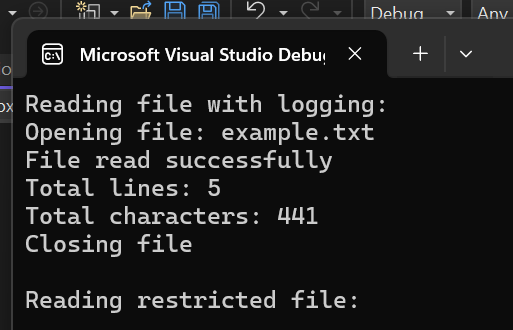 Debug
Any
Microsoft Visual Studio Debug
Reading file with logging:
Opening file: example.txt
File read successfully
Total lines: 5
Total characters: 441
Closing file
Reading restricted file: